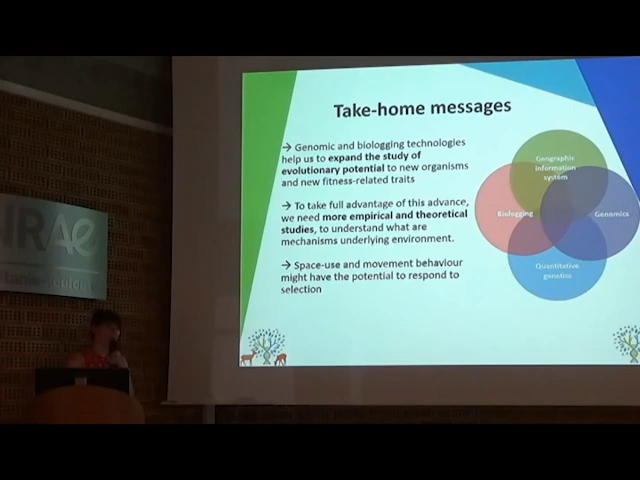 Take-home messages
→ Genomic and biologging technologies
help us to expand the study of
evolutionary potential to new organisms
and new fitness-related traits
→ To take full advantage of this advance,
we need more empirical and theoretical
studies, to understand what are
mechanisms underlying environment.
→ Space-use and movement behaviour
might have the potential to respond to
selection
Geographic
information
system
Biologging
Genomics
Quantitative
genetics
NRAe